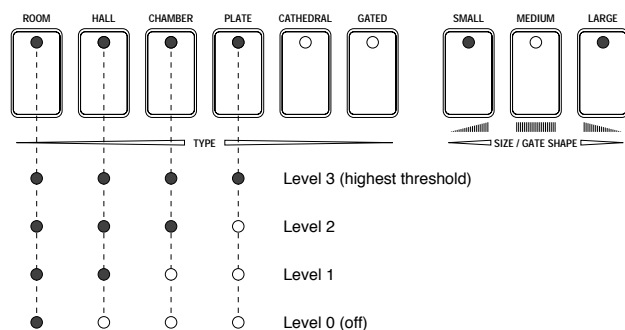 ROOM HALL CHAMBER PLATE CATHEDRAL GATED SMALL MEDIUM LARGE
TYPE SIZE / GATE SHAPE
Level 3 (highest threshold)
Level 2
Level 1
Level 0 (off)